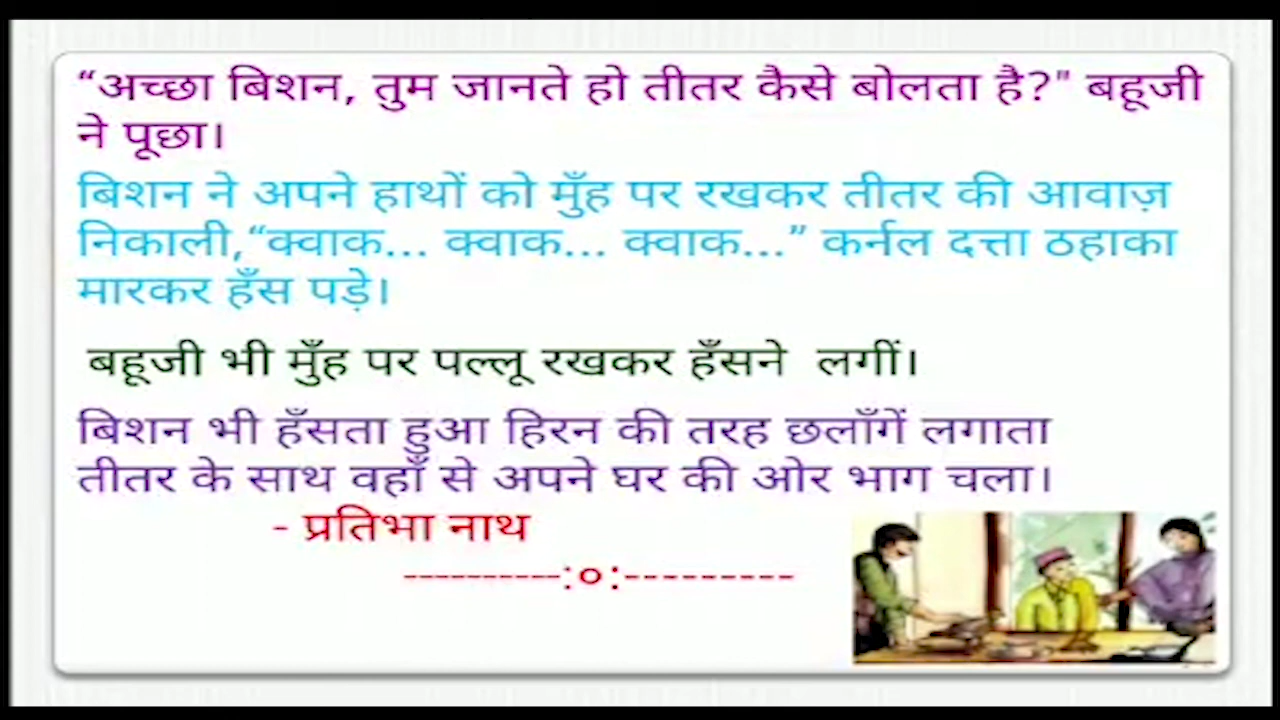 “अच्छा बिशन, तुम जानते हो तीतर कैसे बोलता है?" बहूजी
ने पूछा।
बिशन ने अपने हाथों को मुँह पर रखकर तीतर की आवाज़
निकाली,“क्वाक... क्वाक... क्वाक...” कर्नल दत्ता ठहाका
मारकर हँस पड़े।
बहूजी भी मुँह पर पल्लू रखकर हँसने लगीं।
बिशन भी हँसता हुआ हिरन की तरह छलाँगें लगाता
तीतर के साथ वहाँ से अपने घर की ओर भाग चला।
- प्रतिभा नाथ
----------:०:---------